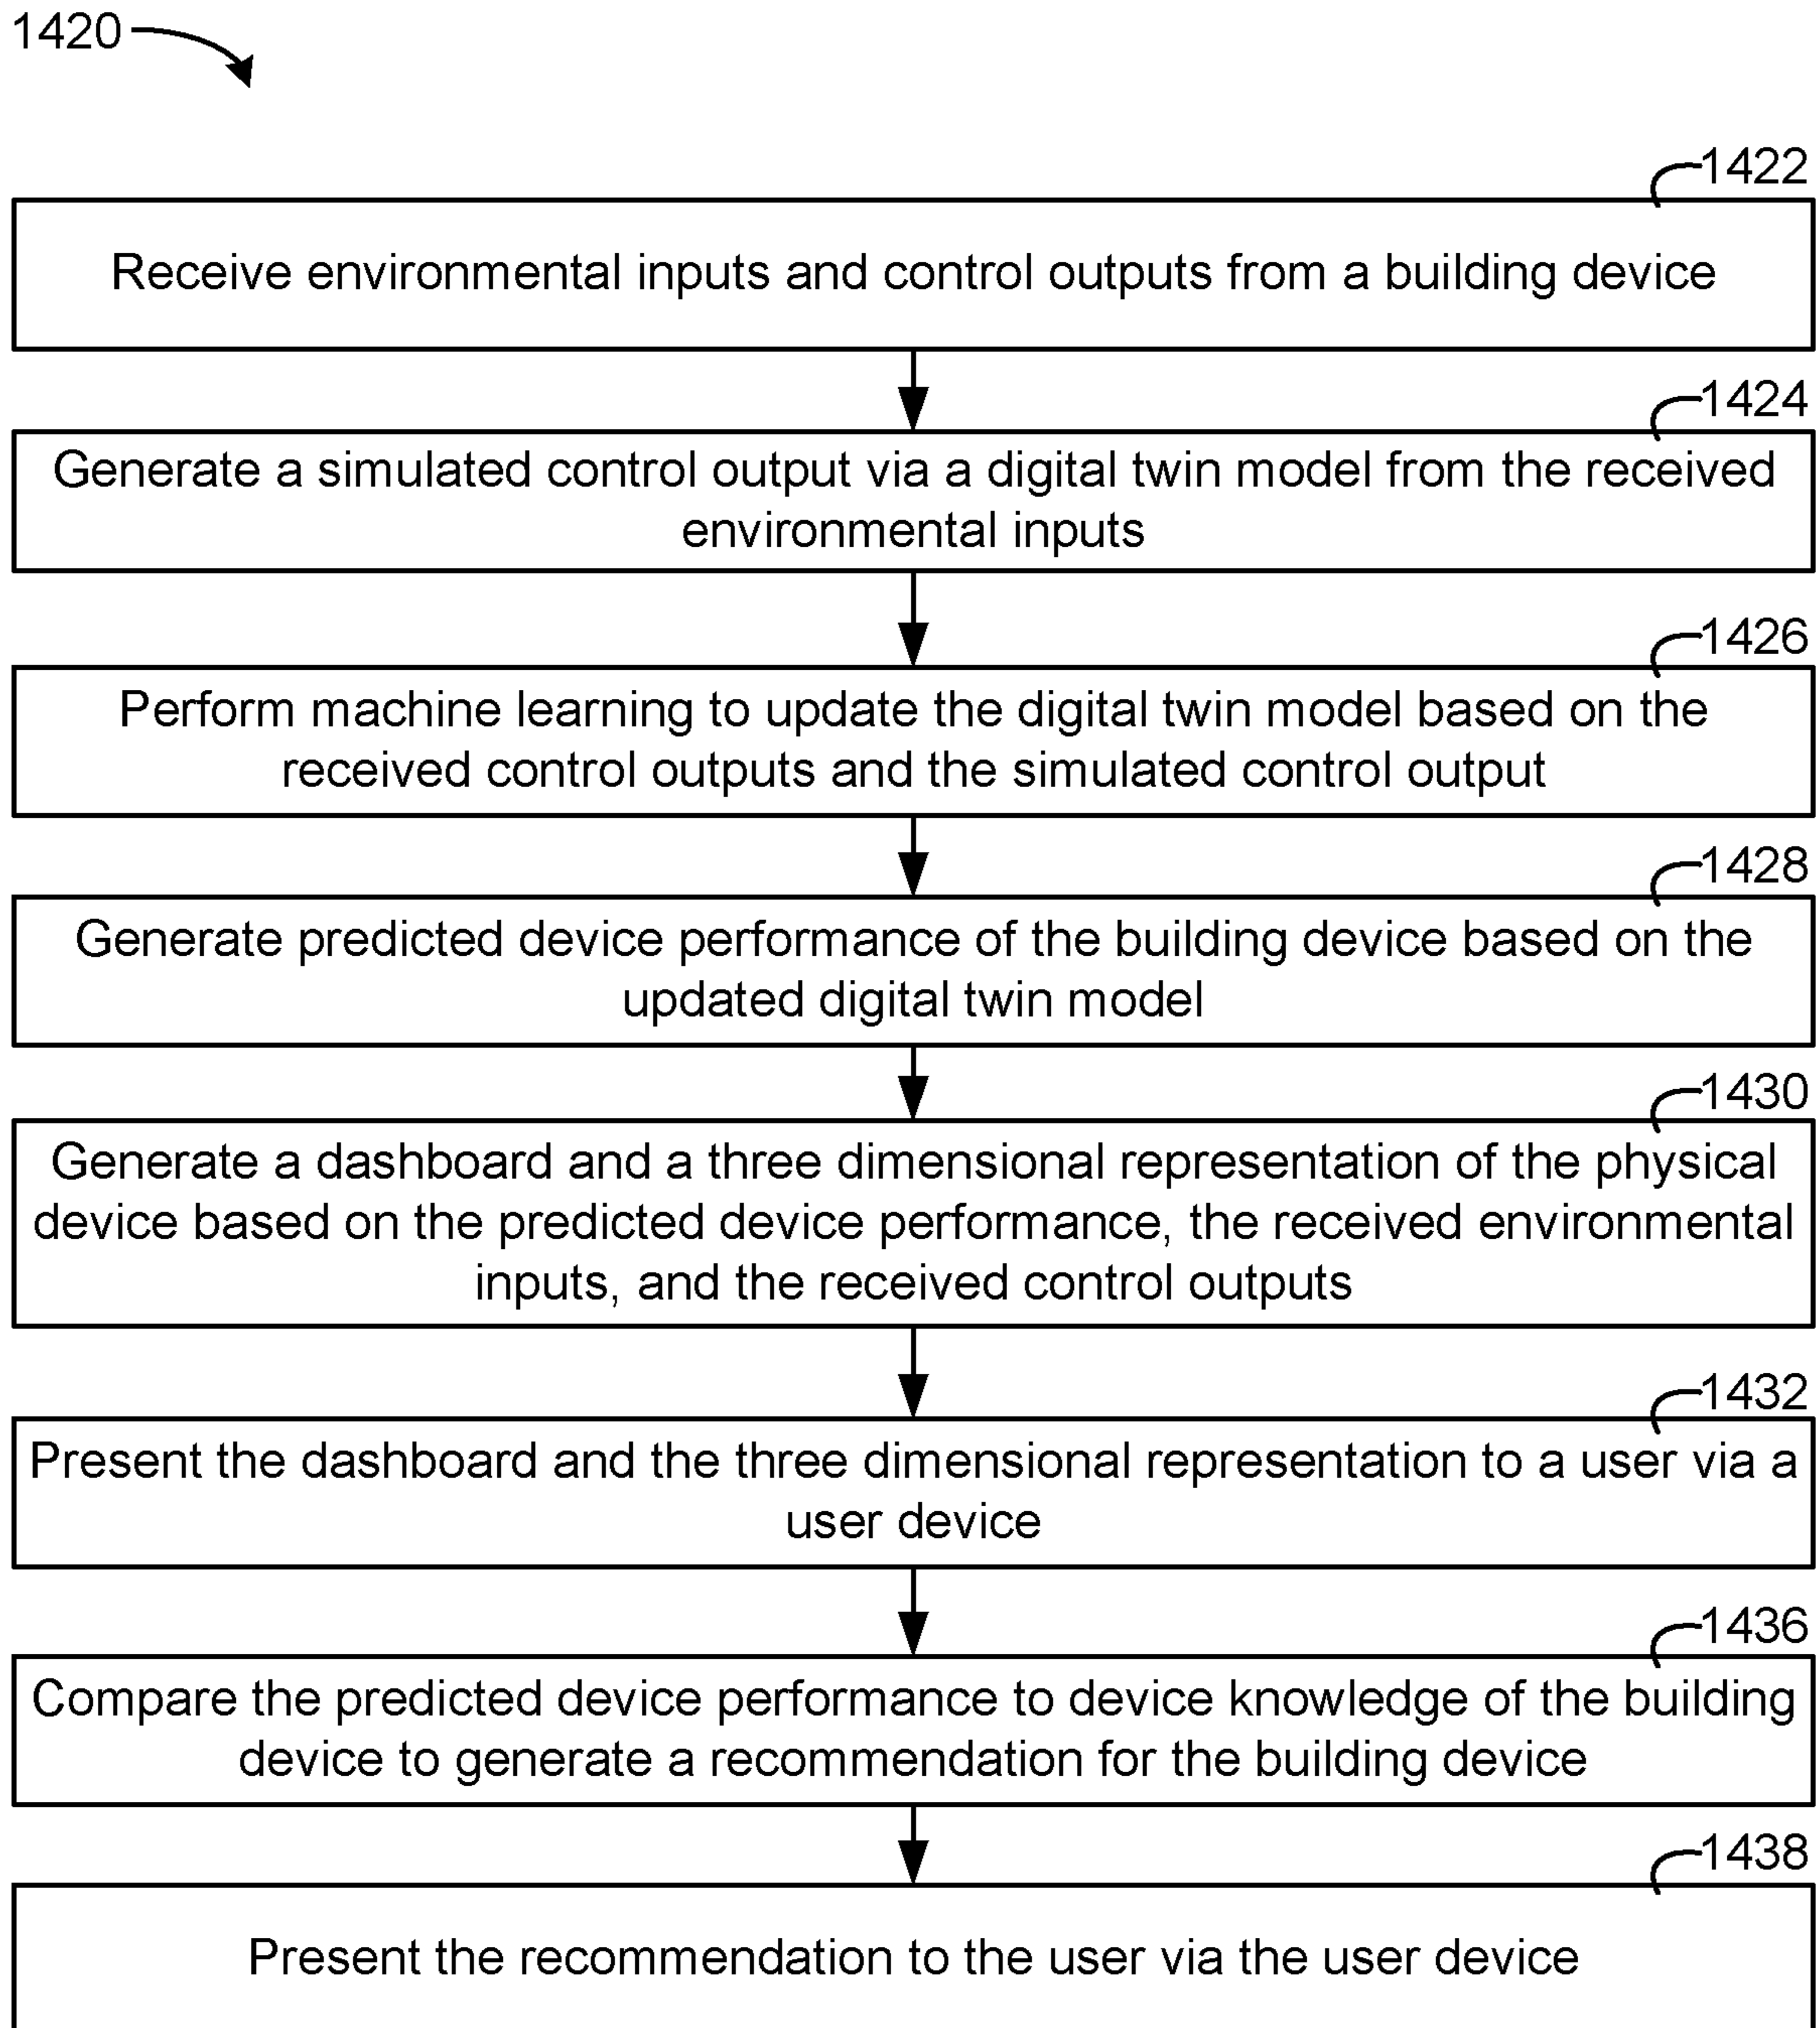 1420
1422
Receive environmental inputs and control outputs from a building device
1424
Generate a simulated control output via a digital twin model from the received
environmental inputs
1426
Perform machine learning to update the digital twin model based on the
received control outputs and the simulated control output
1428
Generate predicted device performance of the building device based on the
updated digital twin model
1430
Generate a dashboard and a three dimensional representation of the physical
device based on the predicted device performance, the received environmental
inputs, and the received control outputs
1432
Present the dashboard and the three dimensional representation to a user via a
user device
1436
Compare the predicted device performance to device knowledge of the building
device to generate a recommendation for the building device
1438
Present the recommendation to the user via the user device